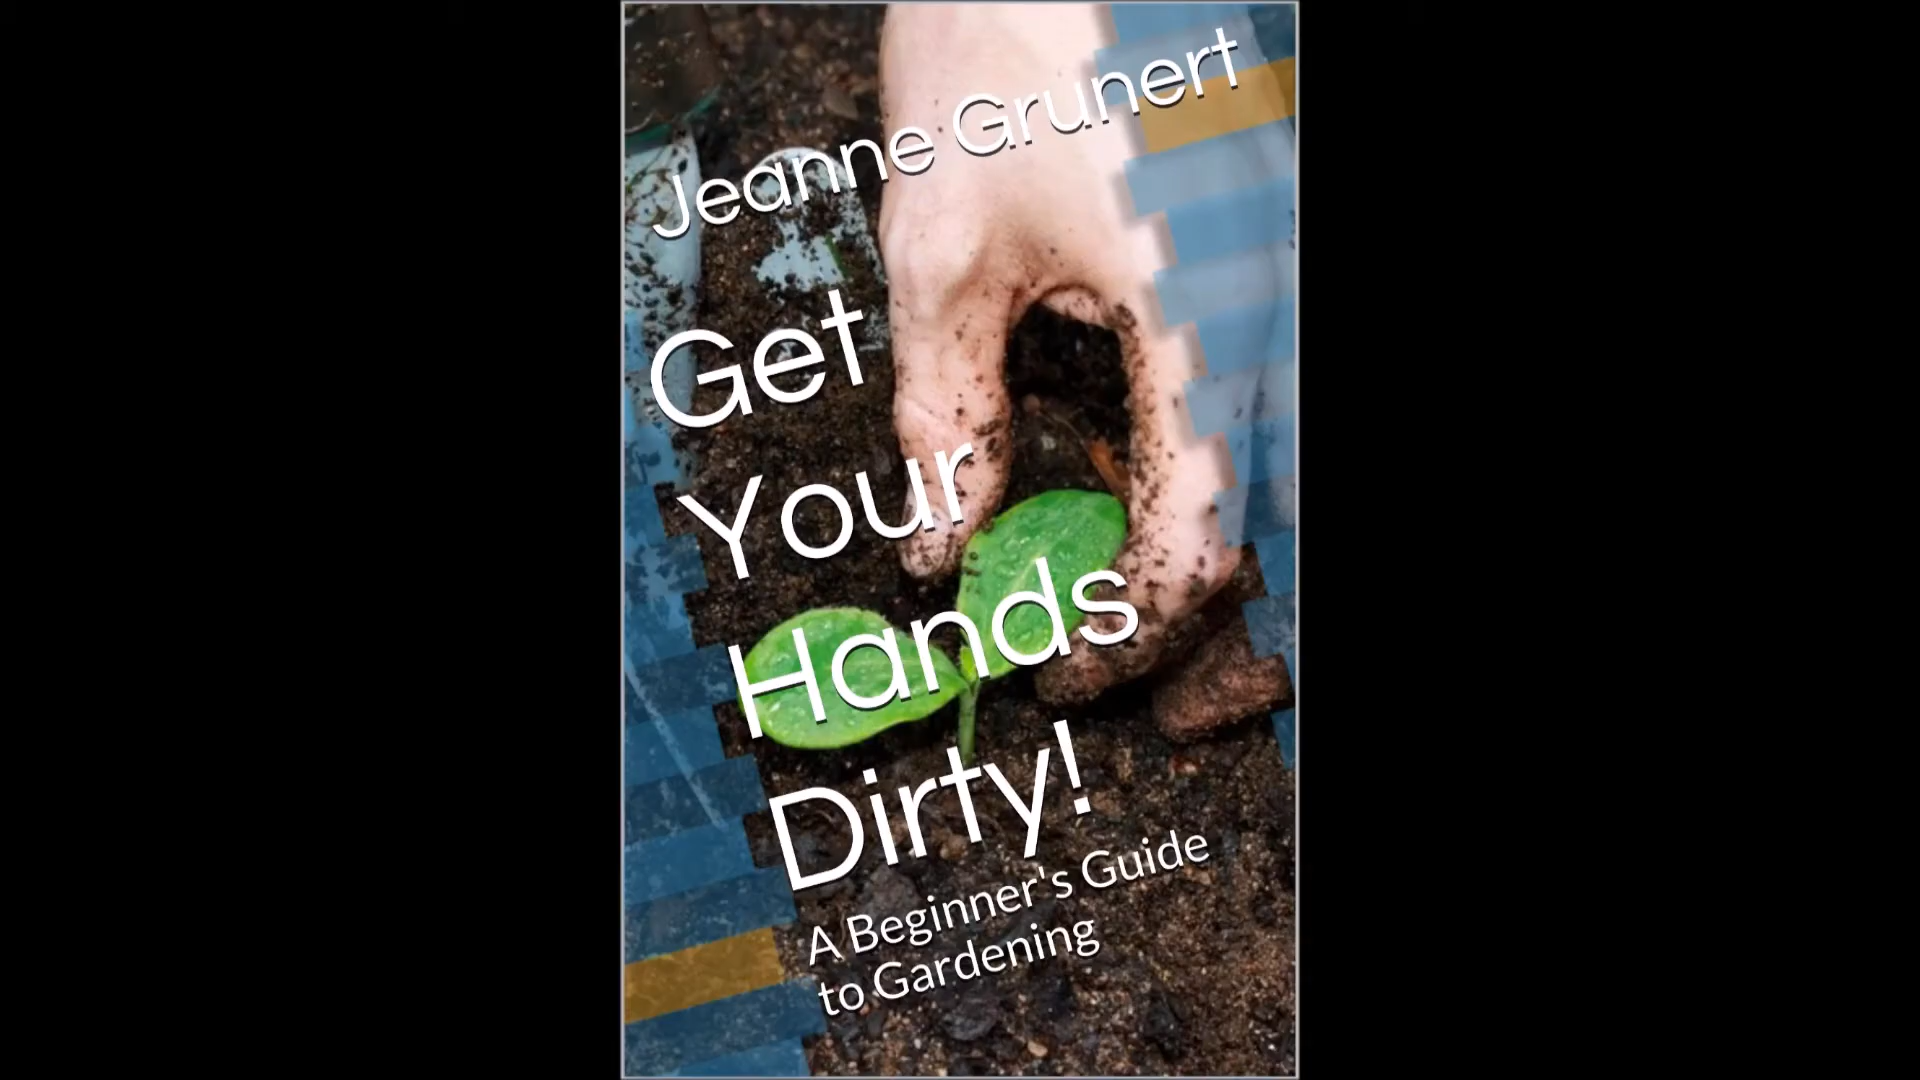 Jeanne Grunert
Get
Your
Hands
Dirty!
A Beginner's Guide
to Gardening